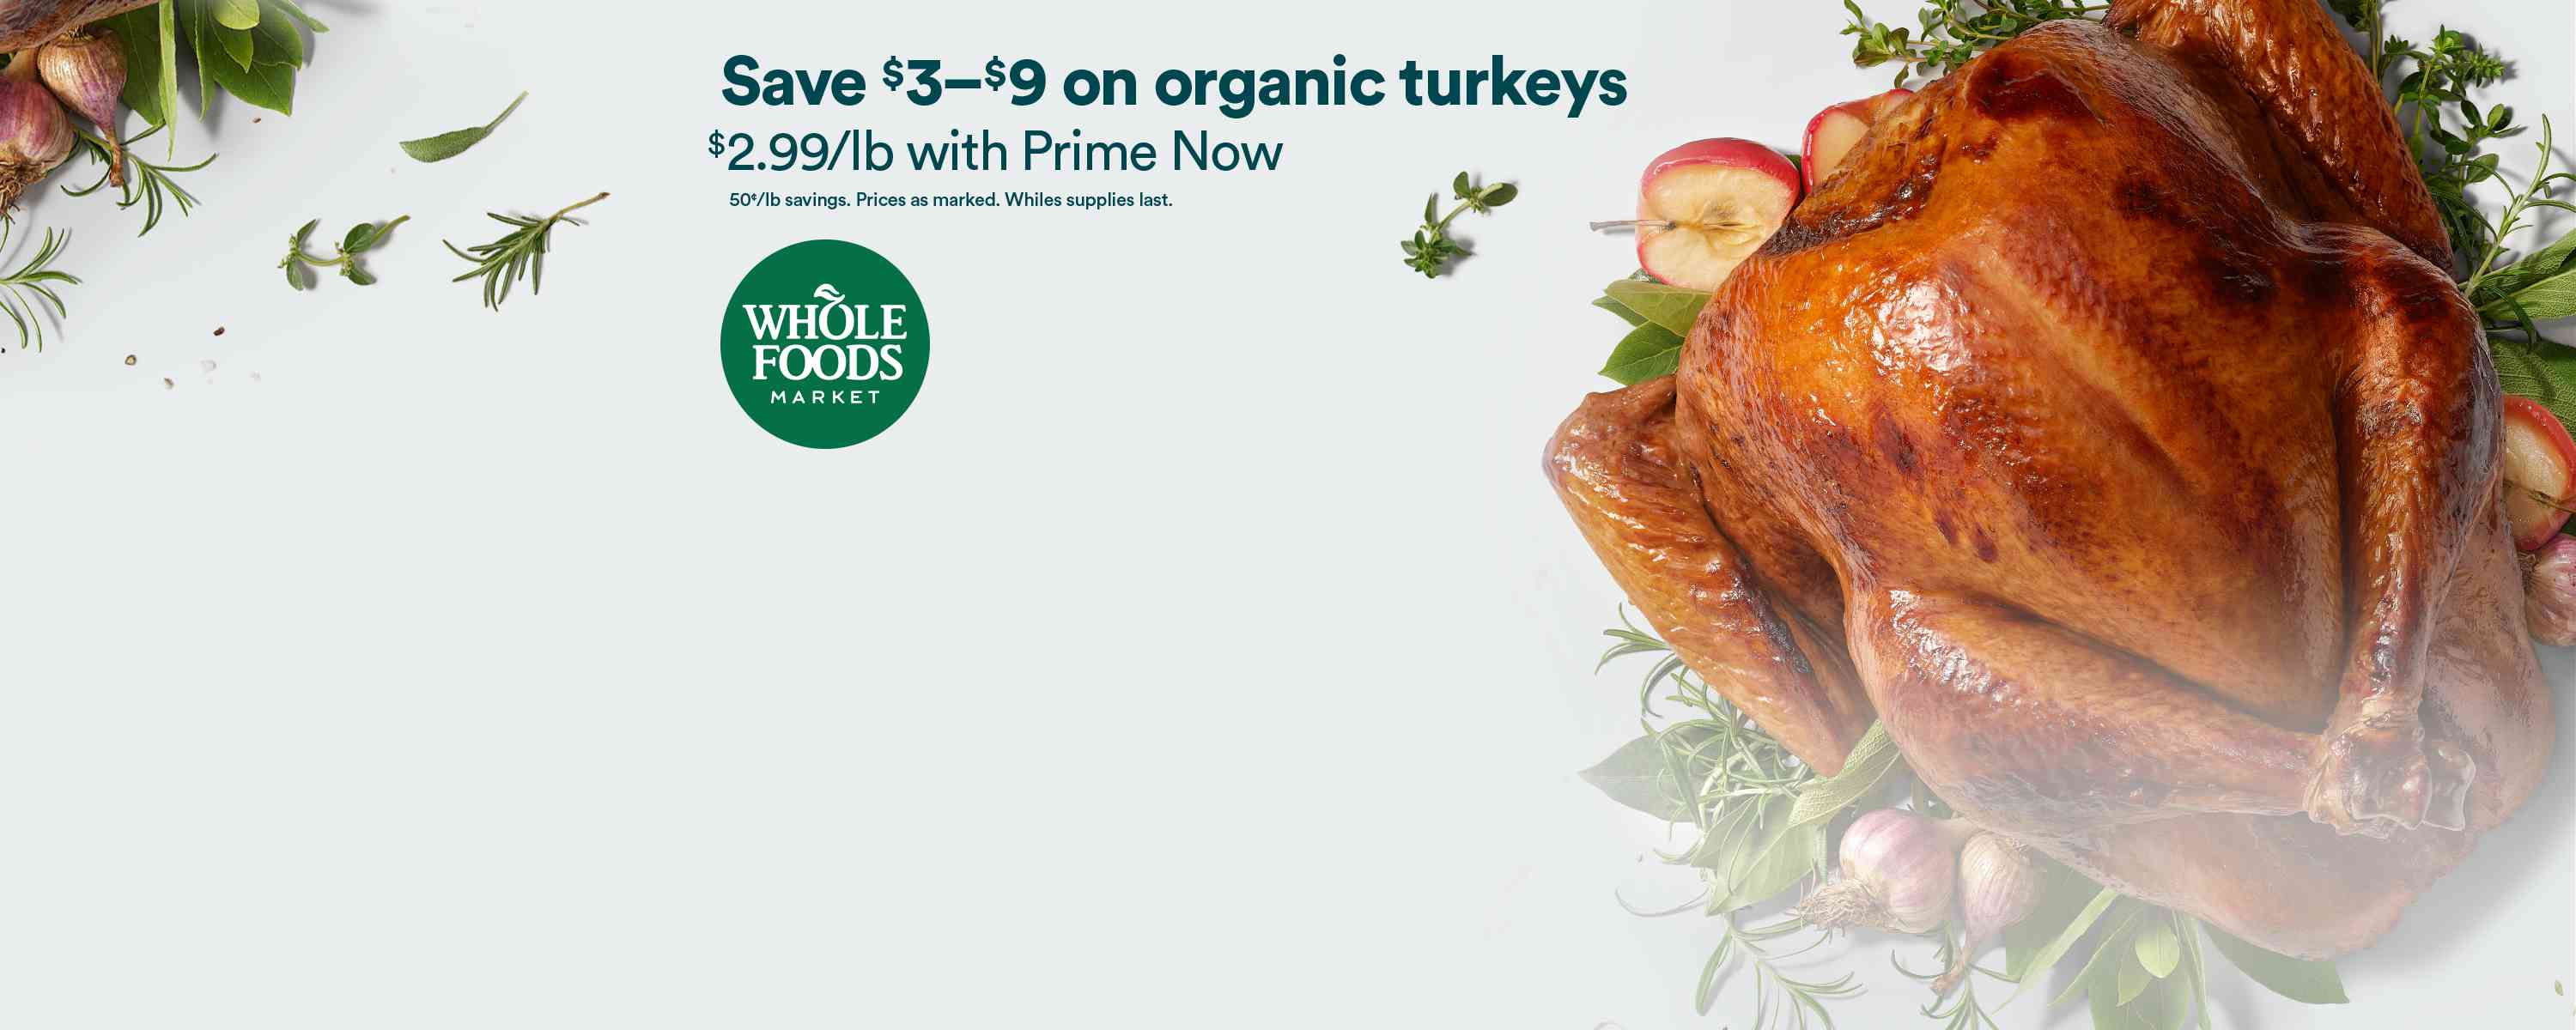 Save $3–$9 on organic turkeys
$2.99/lb with Prime Now
50¢/lb savings. Prices as marked. Whiles supplies last.
WHOLE
FOODS
MARKET